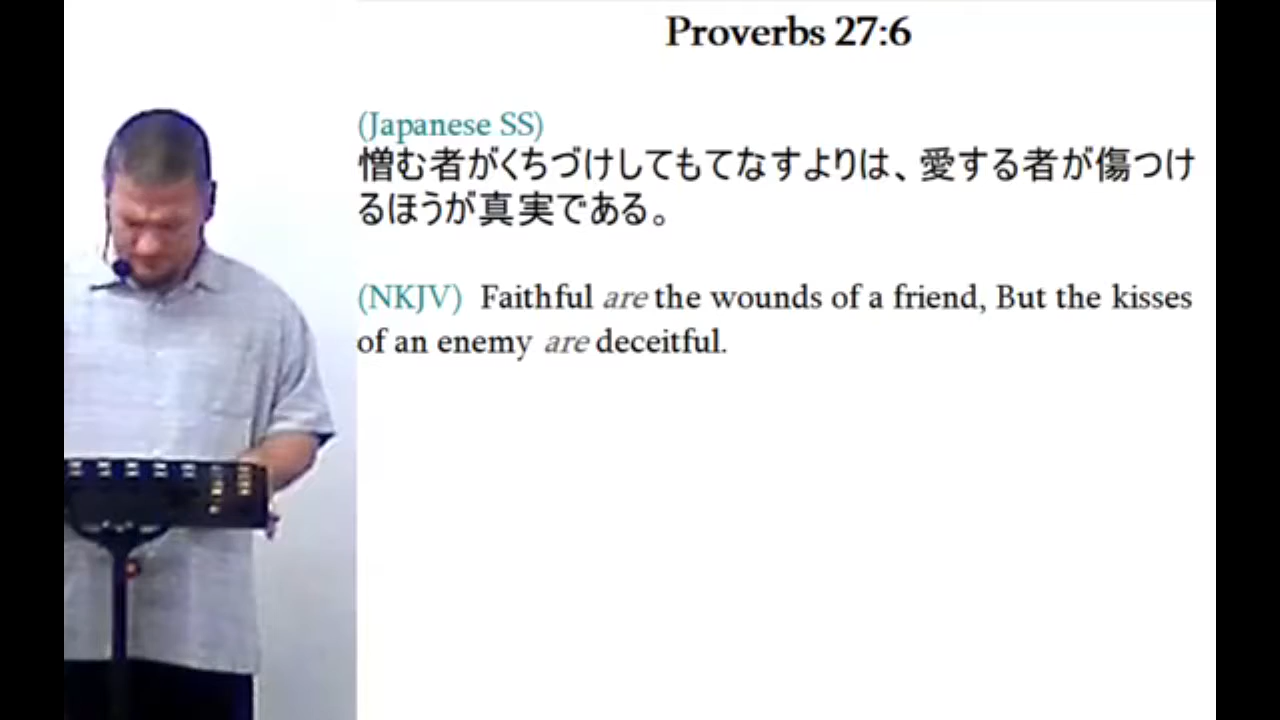 Proverbs 27:6
(Japanese SS)
憎む者がくちづけしてもてなすよりは、愛する者が傷つけ
るほうが真実である。
(NKJV) Faithful are the wounds of a friend, But the kisses
of an enemy are deceitful.